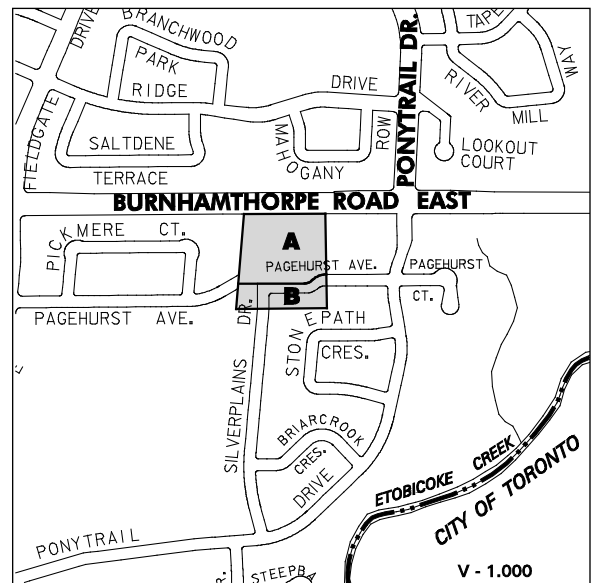 DRIVE
BRANCHWOOD
PARK
RIDGE
DRIVE
PONYTRAIL DR.
TAPE
WAY
RIVER
MILL
FIELDGATE
SALTDENE
TERRACE
MAHOGANY
ROW
LOOKOUT
COURT
BURNHAMTHORPE ROAD EAST
PICKMERE CT.
A
PAGEHURST AVE.
PAGEHURST
CT.
B
PAGEHURST AVE.
SILVERPLAINS DR.
STONEPATH
CRES.
BRIARCROOK
CRES.
DRIVE
PONYTRAIL
ETOBICOKE CREEK
CITY OF TORONTO
R.
STEEPBA
V - 1.000